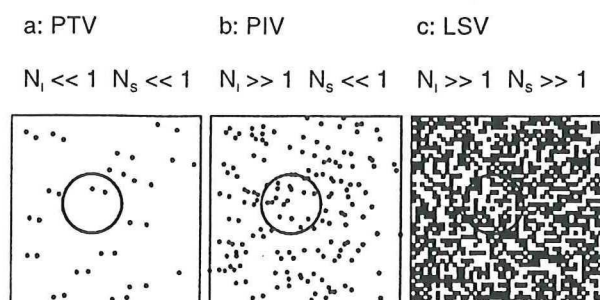 a: PTV b: PIV c: LSV
N_I << 1 N_S << 1 N_I >> 1 N_S << 1 N_I >> 1 N_S >> 1